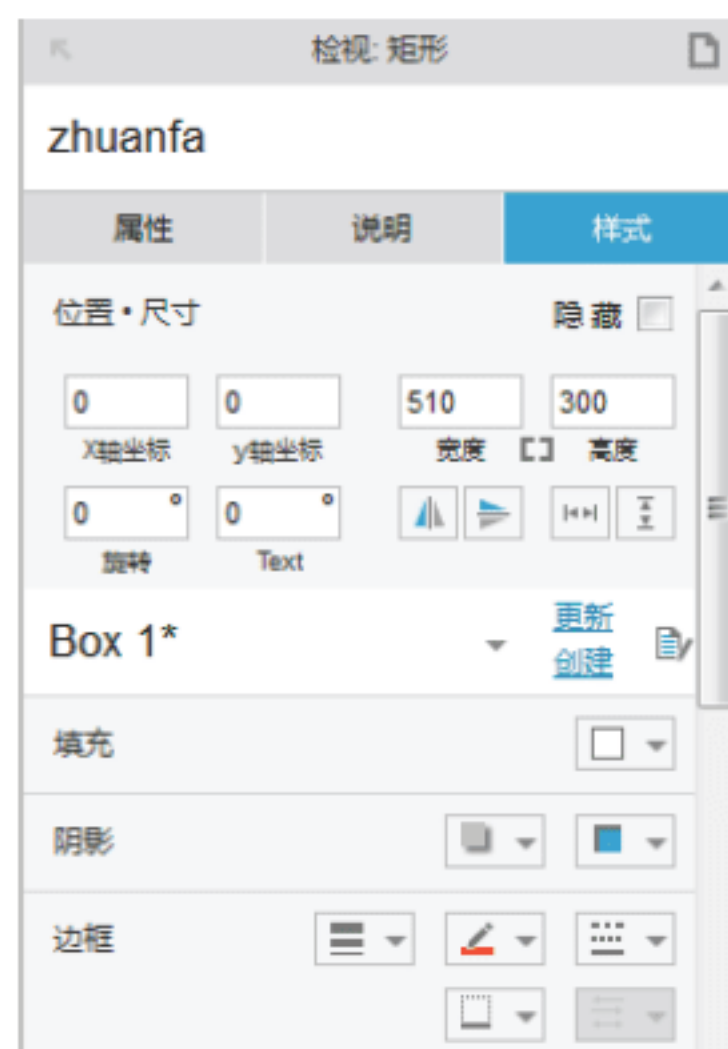 检视: 矩形
zhuanfa
属性 说明 样式
位置 • 尺寸 隐藏
0 0 510 300
X轴坐标 y轴坐标 宽度 高度
0 ° 0 °
旋转 Text
Box 1* 更新
创建
填充
阴影
边框